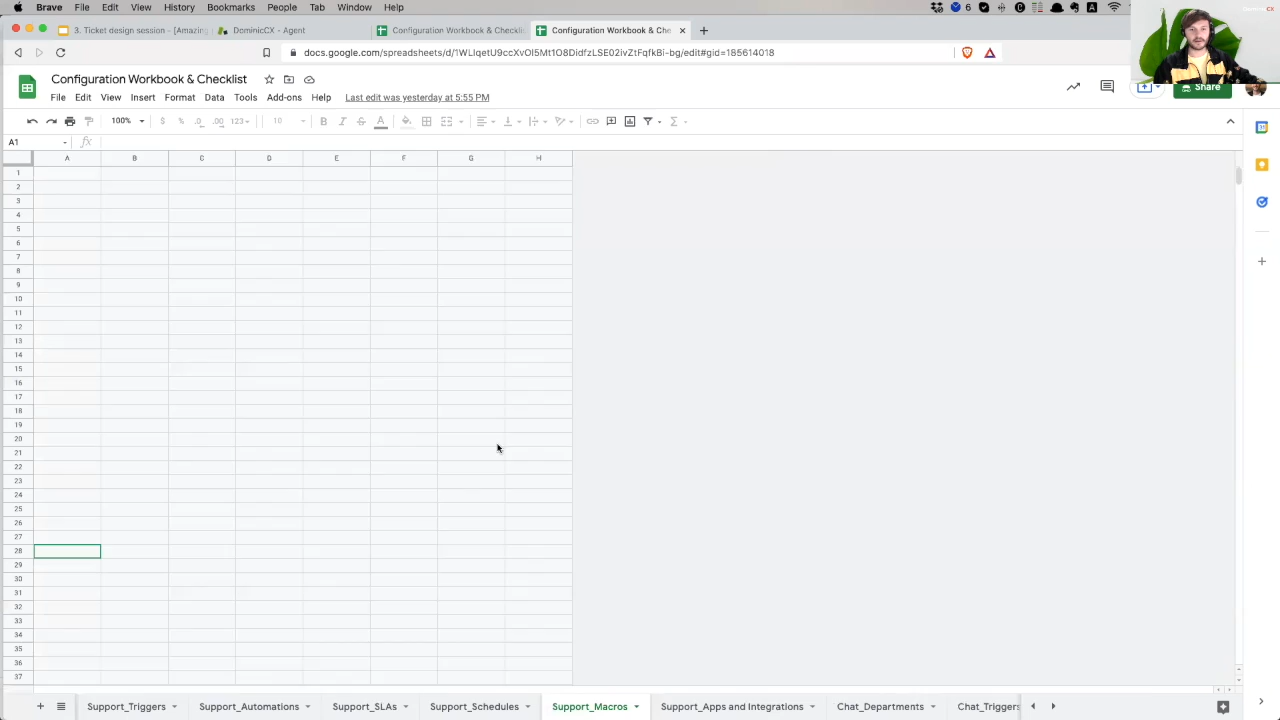 Brave File Edit View History Bookmarks People Tab Window Help
3. Ticket design session - [Amazing
DominicCX - Agent
Configuration Workbook & Checklist
Configuration Workbook & Che
docs.google.com/spreadsheets/d/1WLIqetU9ccXvOl5Mt1O8DidfzLSE02ivZtFqfkBi-bg/edit#gid=185614018
Configuration Workbook & Checklist
Share
File Edit View Insert Format Data Tools Add-ons Help Last edit was yesterday at 5:55 PM
100% $ % .0 .00 123 10 B I S A
A1 fx
A B C D E F G H
1
2
3
4
5
6
7
8
9
10
11
12
13
14
15
16
17
18
19
20
21
22
23
24
25
26
27
28
29
30
31
32
33
34
35
36
37
Support_Triggers Support_Automations Support_SLAs Support_Schedules Support_Macros Support_Apps and Integrations Chat_Departments Chat_Triggers